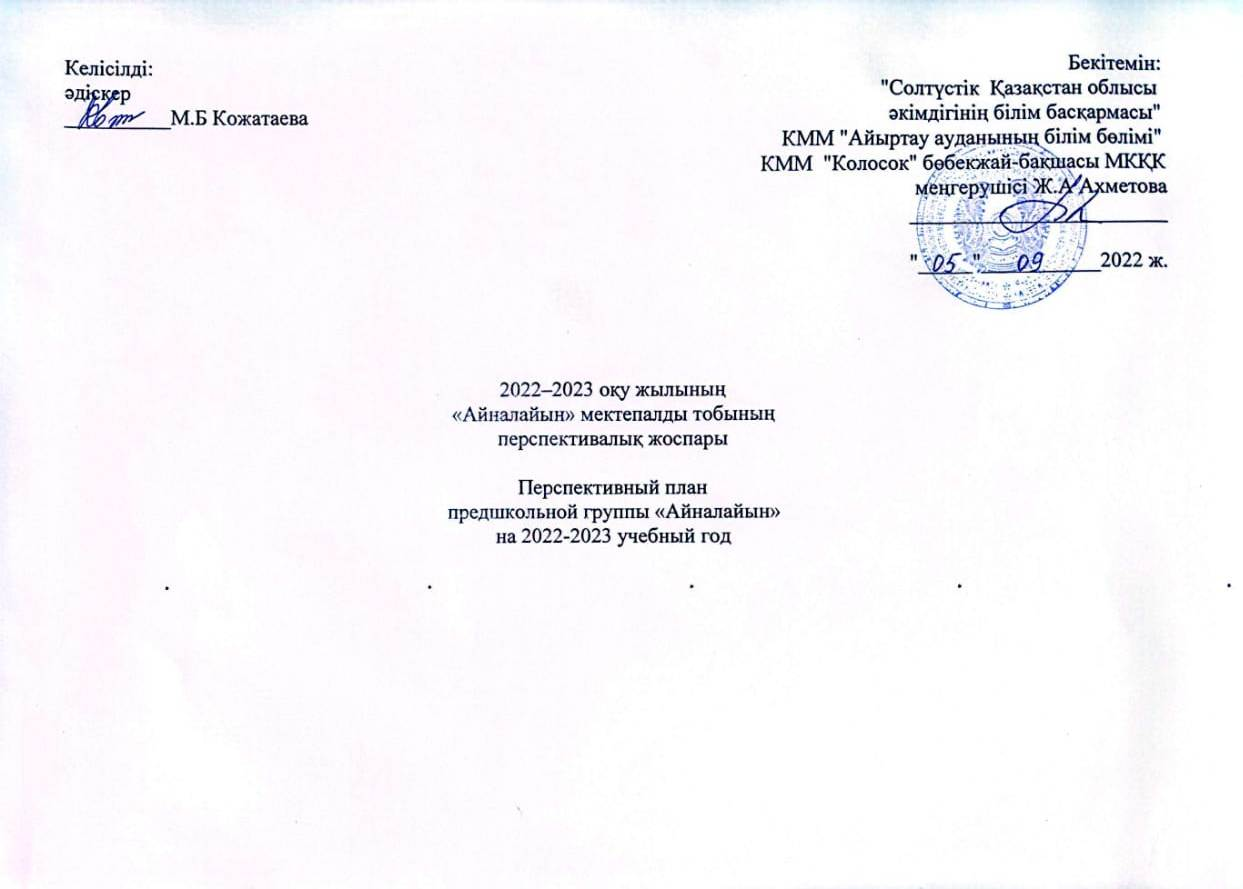 Келісілді:
әдіскер
__________М.Б Кожатаева
Бекітемін:
"Солтүстік Қазақстан облысы
әкімдігінің білім басқармасы"
КММ "Айыртау ауданының білім бөлімі"
КММ "Колосок" бөбекжай-бақшасы МКҚК
меңгерушісі Ж.А Ахметова
"05" 09 2022 ж.
2022–2023 оқу жылының
«Айналайын» мектепалды тобының
перспективалық жоспары
Перспективный план
предшкольной группы «Айналайын»
на 2022-2023 учебный год